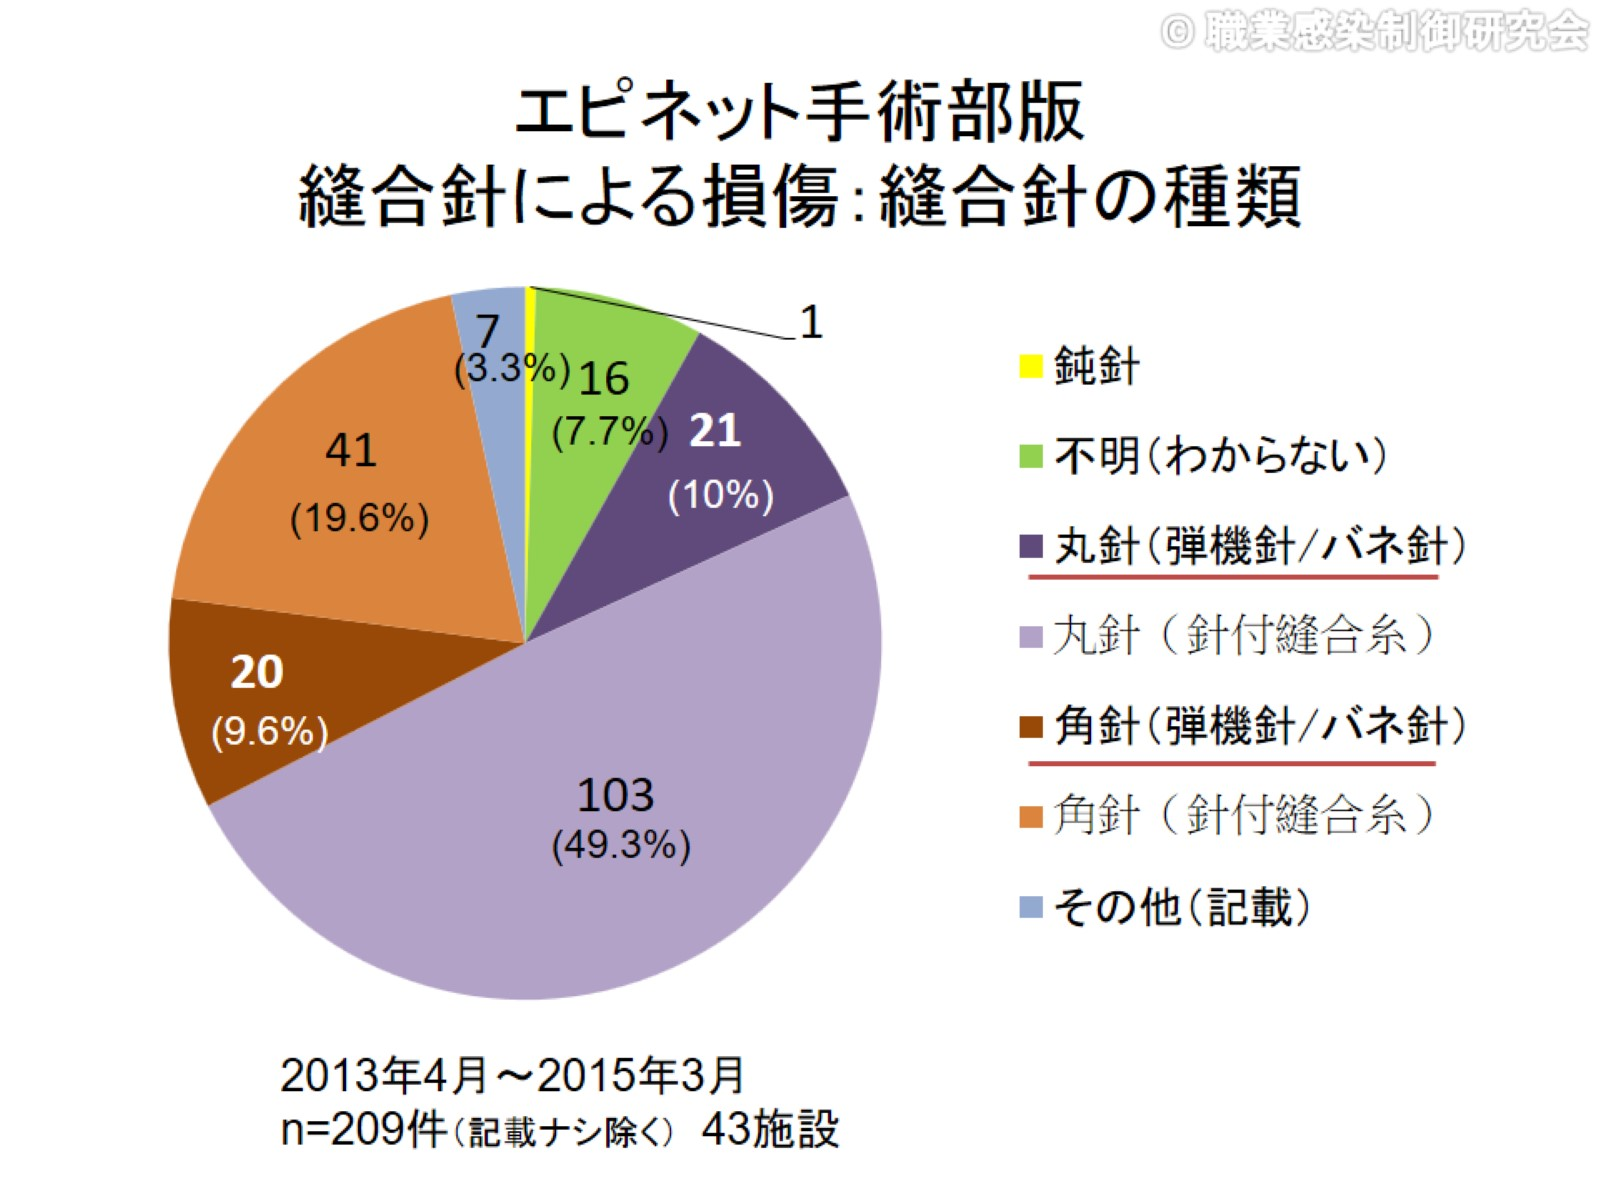 © 職業感染制御研究会
エピネット手術部版
縫合針による損傷：縫合針の種類
1
7
(3.3%)
16
(7.7%)
21
(10%)
41
(19.6%)
20
(9.6%)
103
(49.3%)
鈍針
不明（わからない）
丸針（弾機針/バネ針）
丸針（針付縫合糸）
角針（弾機針/バネ針）
角針（針付縫合糸）
その他（記載）
2013年4月～2015年3月
n=209件（記載ナシ除く） 43施設